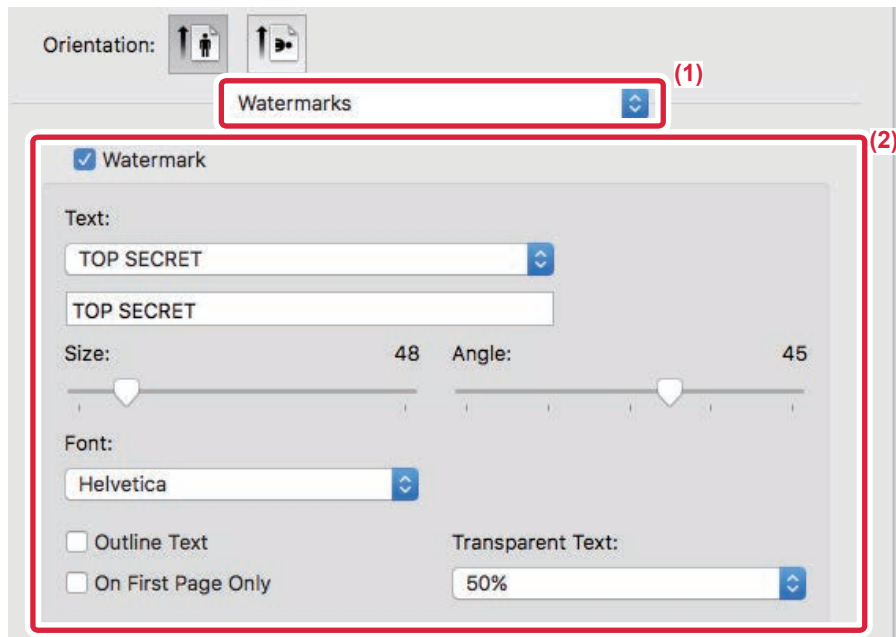 Orientation:
(1)
Watermarks
(2)
Watermark
Text:
TOP SECRET
TOP SECRET
Size: 48 Angle: 45
Font:
Helvetica
Outline Text Transparent Text:
On First Page Only 50%